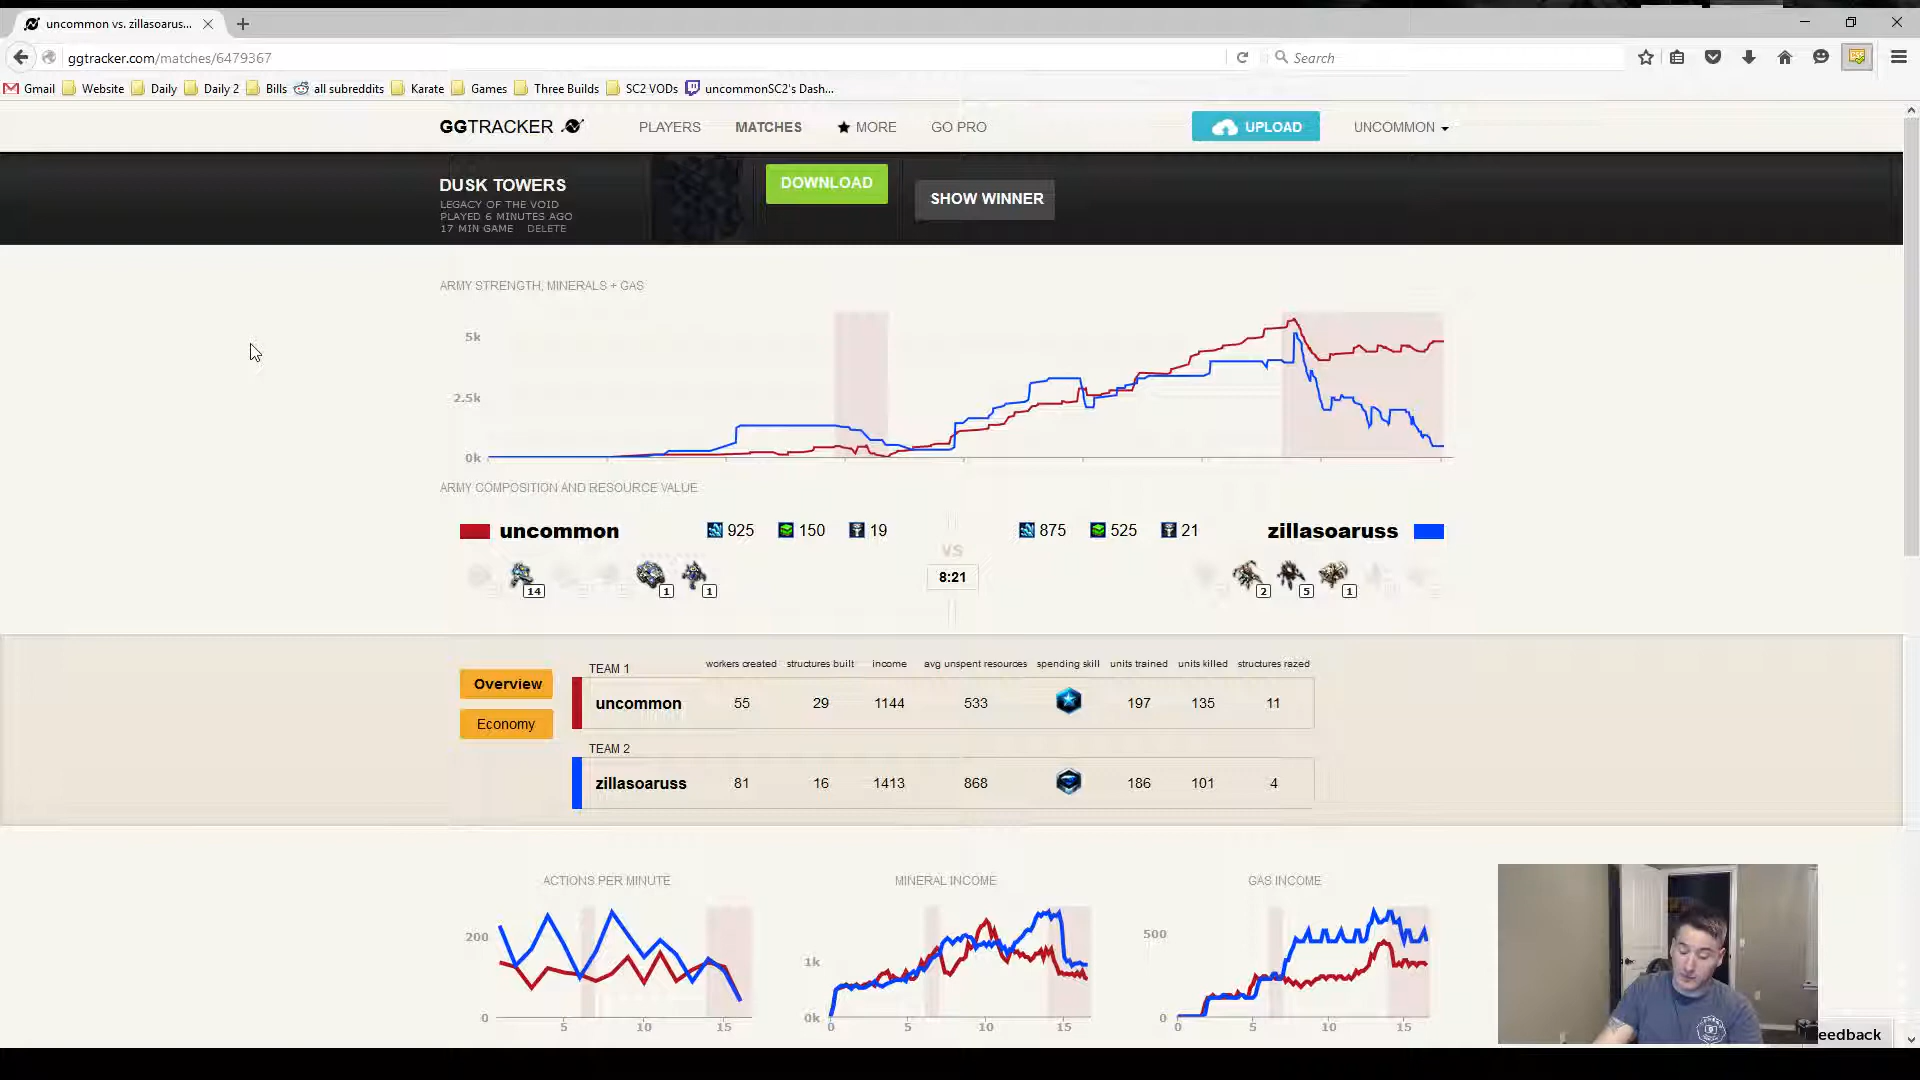 uncommon vs. zillasoarus...
ggtracker.com/matches/6479367
Search
Gmail Website Daily Daily 2 Bills all subreddits Karate Games Three Builds SC2 VODs uncommonSC2's Dash...
GGTRACKER PLAYERS MATCHES MORE GO PRO UPLOAD UNCOMMON
DUSK TOWERS
LEGACY OF THE VOID
PLAYED 6 MINUTES AGO
17 MIN GAME DELETE
DOWNLOAD
SHOW WINNER
ARMY STRENGTH, MINERALS + GAS
5k
2.5k
0k
ARMY COMPOSITION AND RESOURCE VALUE
uncommon 925 150 19
VS
875 525 21 zillasoaruss
14 1 1
8:21
2 5 1
Overview
Economy
TEAM 1 workers created structures built income avg unspent resources spending skill units trained units killed structures razed
uncommon 55 29 1144 533 197 135 11
TEAM 2
zillasoaruss 81 16 1413 868 186 101 4
ACTIONS PER MINUTE
200
0
5 10 15
MINERAL INCOME
1k
0k
0 5 10 15
GAS INCOME
500
0
0 5 10 15
eedback